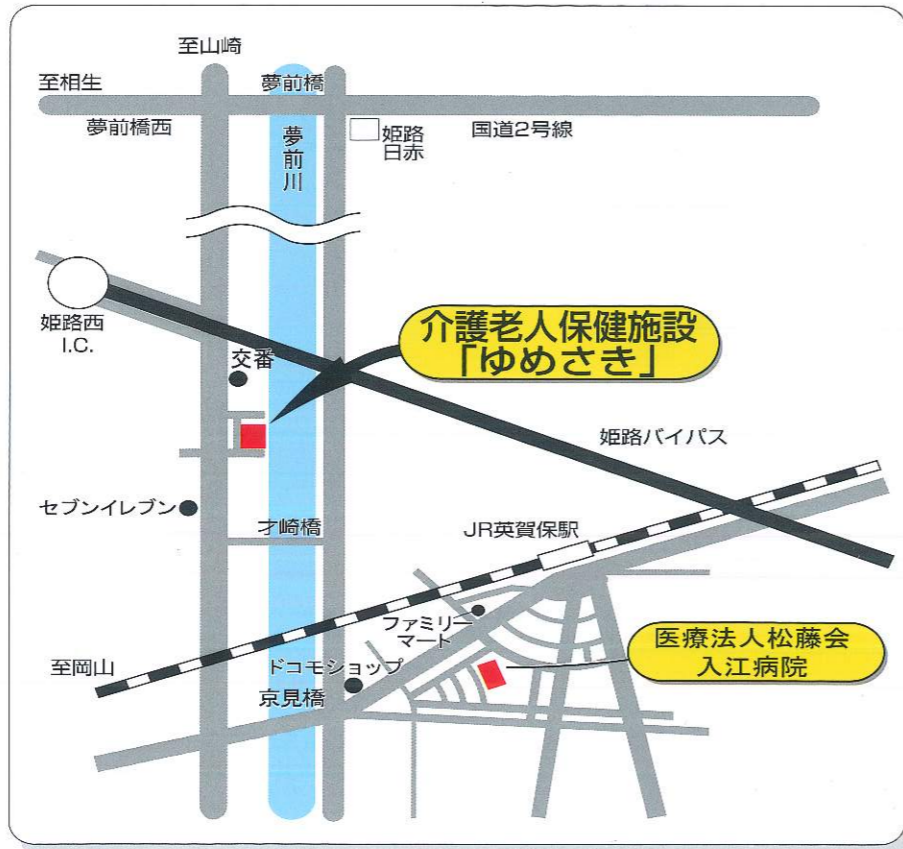 至山崎
至相生
夢前橋
夢前橋西
夢前川
姫路
日赤
国道2号線
姫路西
I.C.
介護老人保健施設
「ゆめさき」
交番
姫路バイパス
セブンイレブン
才崎橋
JR英賀保駅
ファミリー
マート
医療法人松藤会
入江病院
至岡山
ドコモショップ
京見橋